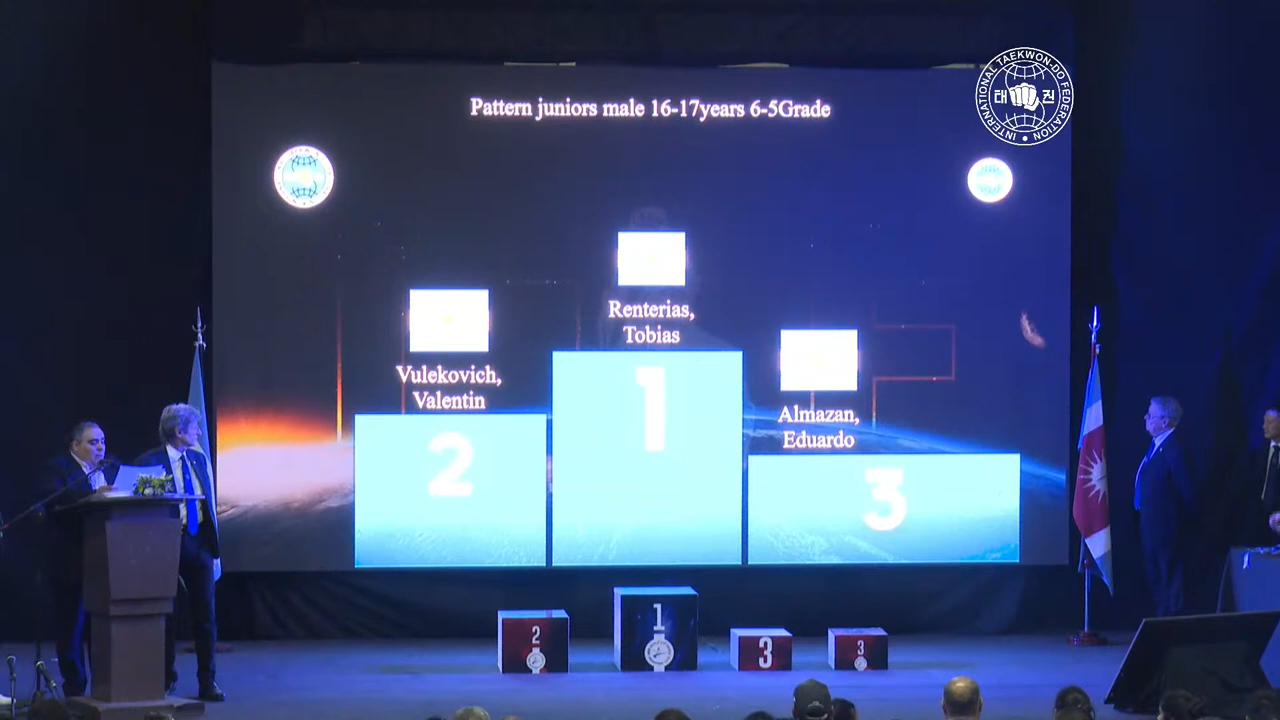 Pattern juniors male 16-17years 6-5Grade
INTERNATIONAL TAEKWON-DO FEDERATION
태 권
Renterias,
Tobias
Vulekovich,
Valentin
Almazan,
Eduardo
1
2
3
1
2
3
3